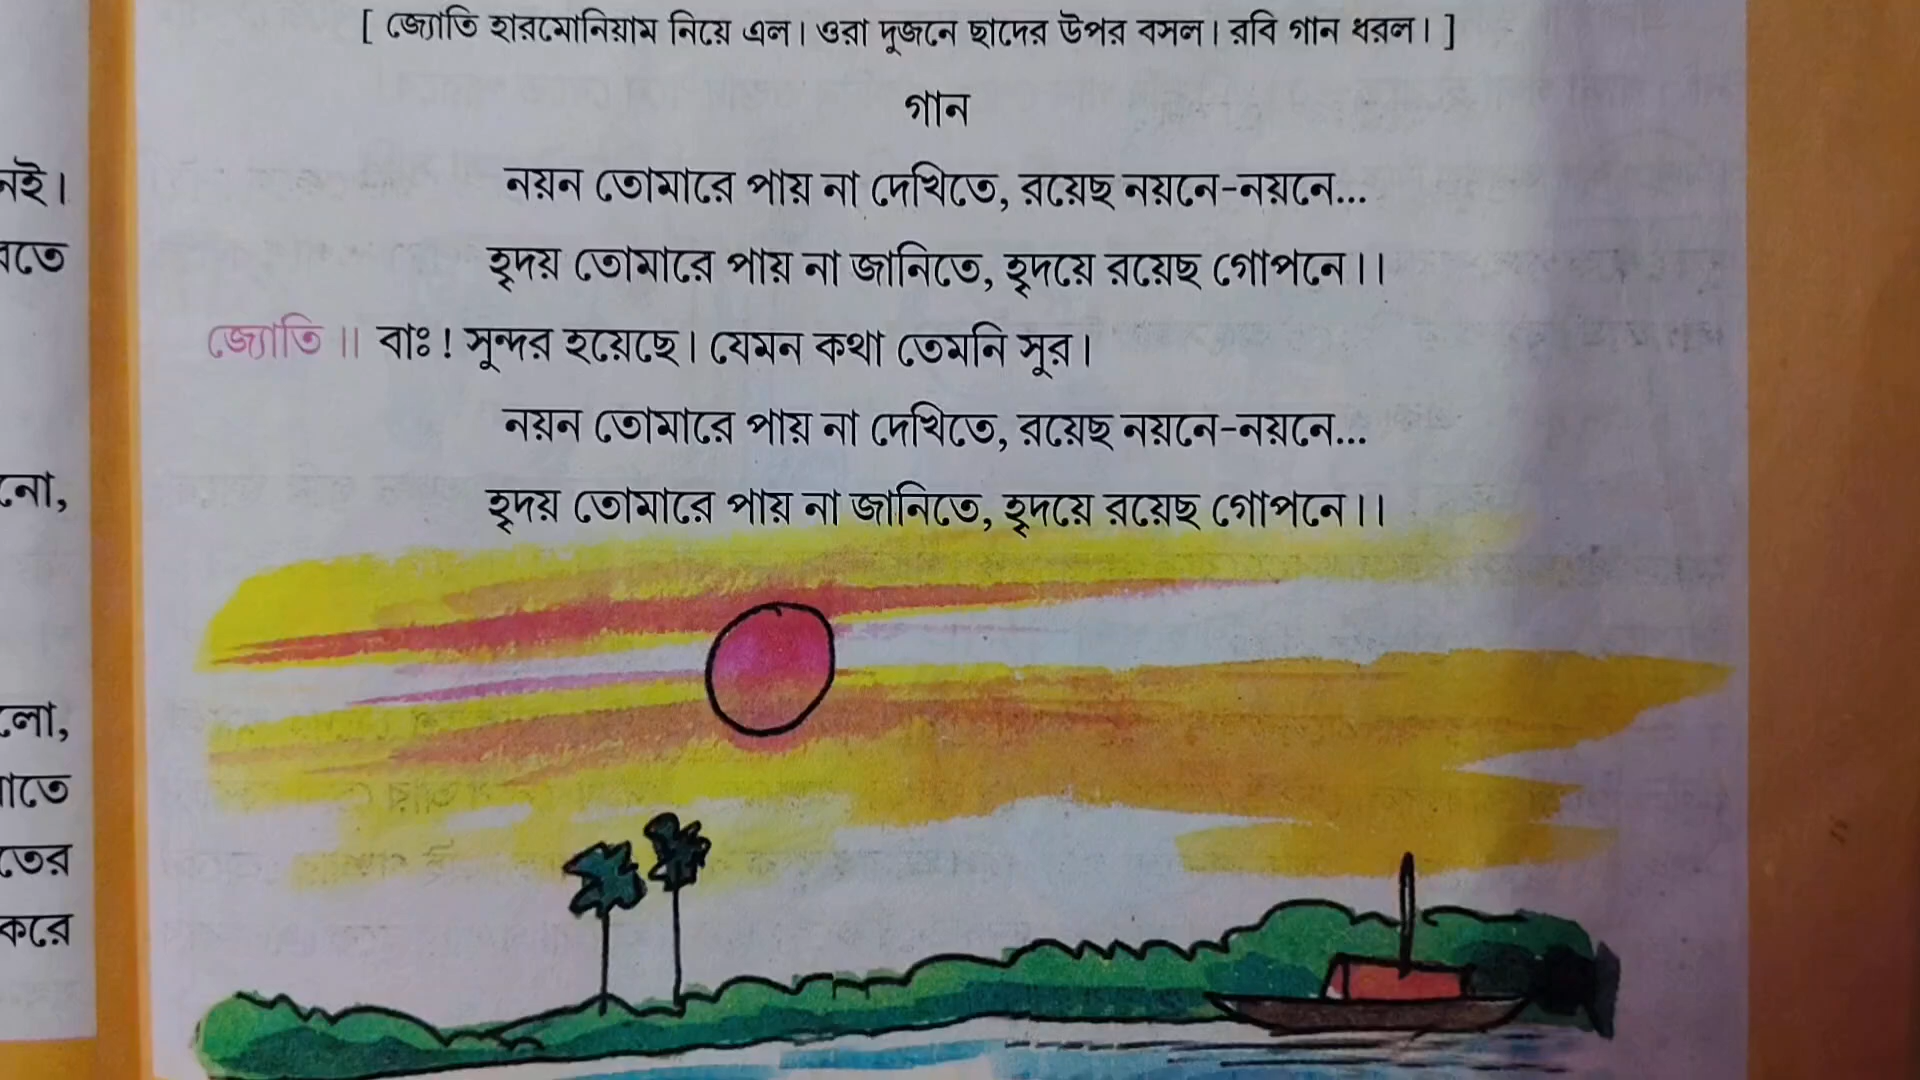 [ জ্যোতি হারমোনিয়াম নিয়ে এল। ওরা দুজনে ছাদের উপর বসল। রবি গান ধরল। ]
গান
নয়ন তোমারে পায় না দেখিতে, রয়েছ নয়নে-নয়নে...
হৃদয় তোমারে পায় না জানিতে, হৃদয়ে রয়েছ গোপনে।।
জ্যোতি ॥ বাঃ! সুন্দর হয়েছে। যেমন কথা তেমনি সুর।
নয়ন তোমারে পায় না দেখিতে, রয়েছ নয়নে-নয়নে...
হৃদয় তোমারে পায় না জানিতে, হৃদয়ে রয়েছ গোপনে।।
করে